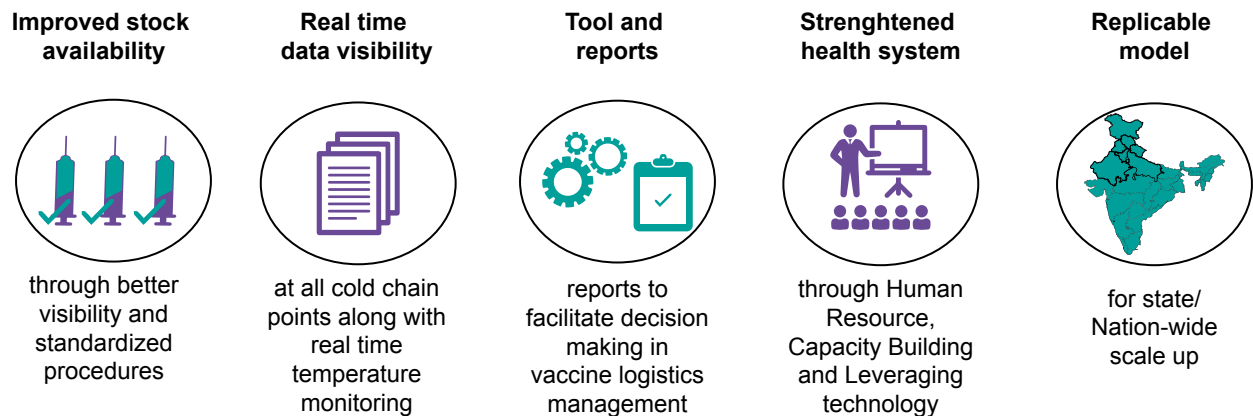 Improved stock
availability
through better
visibility and
standardized
procedures
Real time
data visibility
at all cold chain
points along with
real time
temperature
monitoring
Tool and
reports
reports to
facilitate decision
making in
vaccine logistics
management
Strenghtened
health system
through Human
Resource,
Capacity Building
and Leveraging
technology
Replicable
model
for state/
Nation-wide
scale up